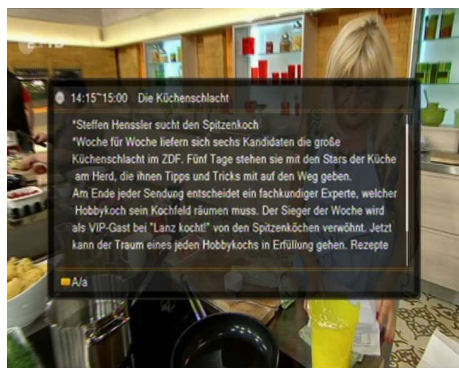 14:15~15:00 Die Küchenschlacht
*Steffen Henssler sucht den Spitzenkoch
*Woche für Woche liefern sich sechs Kandidaten die große
Küchenschlacht im ZDF. Fünf Tage stehen sie mit den Stars der Küche
am Herd, die ihnen Tipps und Tricks mit auf den Weg geben.
Am Ende jeder Sendung entscheidet ein fachkundiger Experte, welcher
Hobbykoch sein Kochfeld räumen muss. Der Sieger der Woche wird
als VIP-Gast bei "Lanz kocht!" von den Spitzenköchen verwöhnt. Jetzt
kann der Traum eines jeden Hobbykochs in Erfüllung gehen. Rezepte
A/a